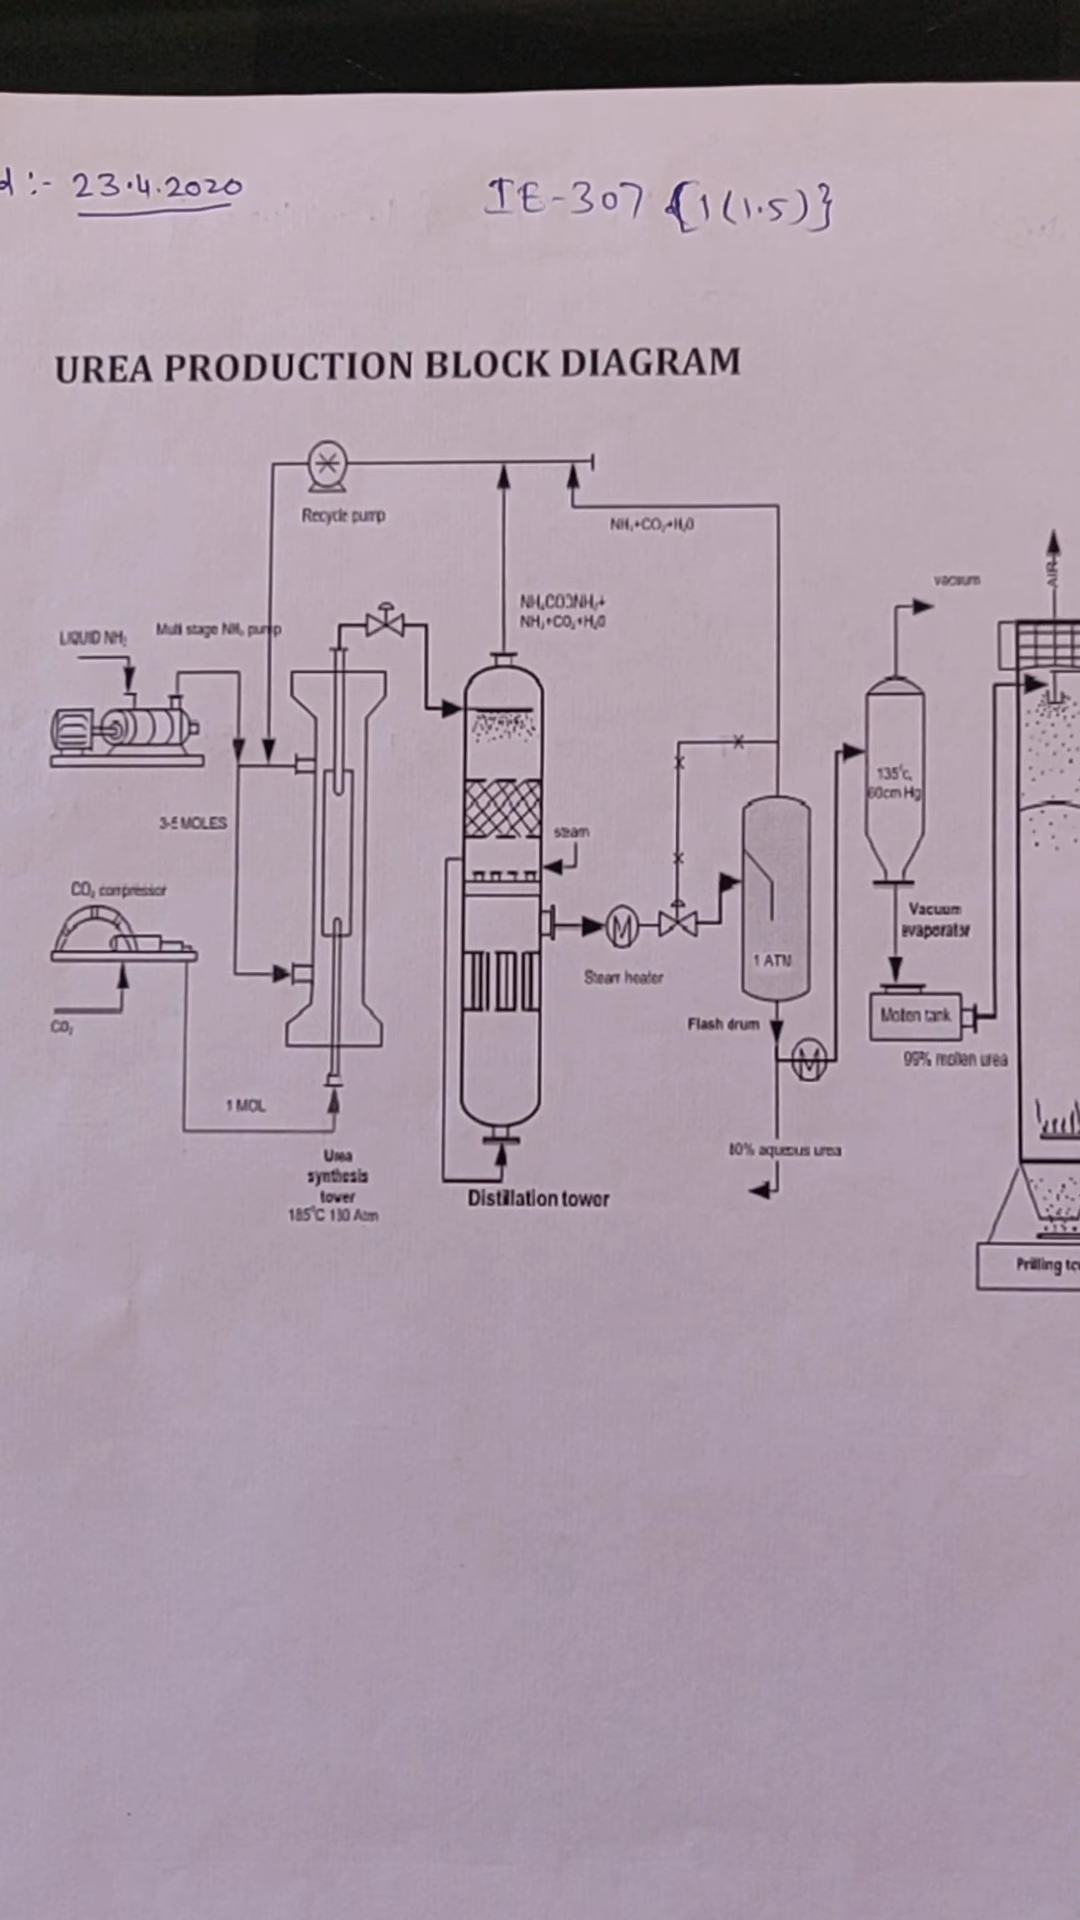 d :- 23.4.2020
IE-307 {1(1.5)}
UREA PRODUCTION BLOCK DIAGRAM
Recycle pump
NH₃+CO₂+H₂O
NH₄COONH₂+
NH₃+CO₂+H₂O
vacuum
AIR
LIQUID NH₃
Multi stage NH₃ pump
135°c,
60cm Hg
3-5 MOLES
steam
CO₂ compressor
Vacuum
evaporator
1 ATM
Steam heater
Molten tank
CO₂
Flash drum
99% molten urea
1 MOL
80% aqueous urea
Urea
synthesis
tower
185°C 180 Atm
Distillation tower
Prilling